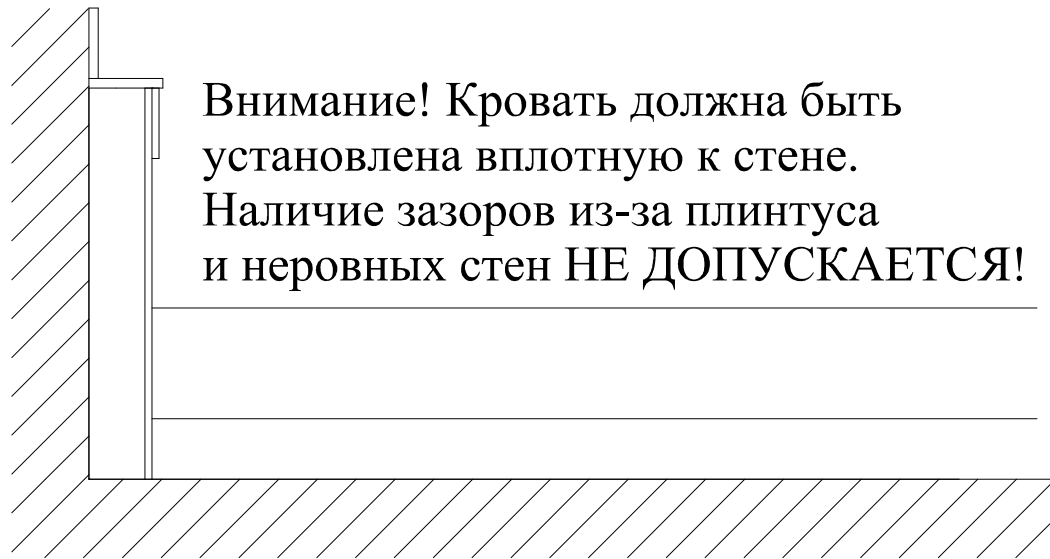 Внимание! Кровать должна быть
установлена вплотную к стене.
Наличие зазоров из-за плинтуса
и неровных стен НЕ ДОПУСКАЕТСЯ!